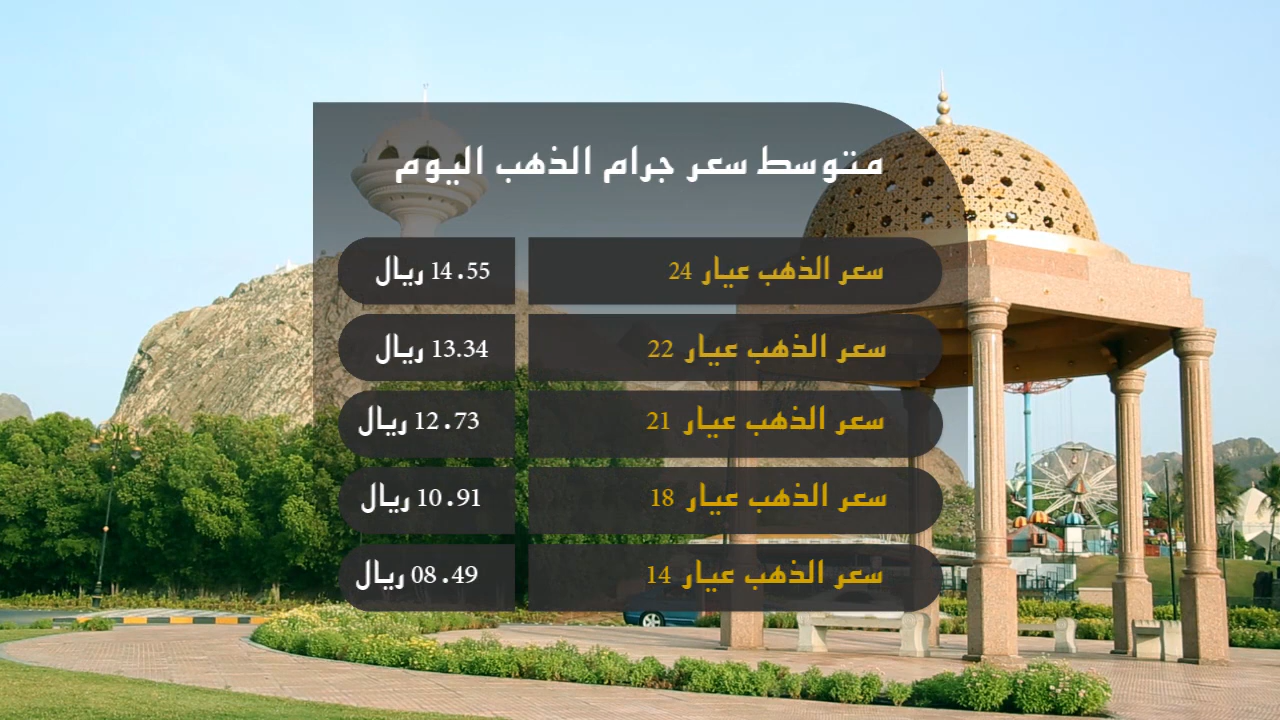 متوسط سعر جرام الذهب اليوم
سعر الذهب عيار 24 14.55 ريال
سعر الذهب عيار 22 13.34 ريال
سعر الذهب عيار 21 12.73 ريال
سعر الذهب عيار 18 10.91 ريال
سعر الذهب عيار 14 08.49 ريال